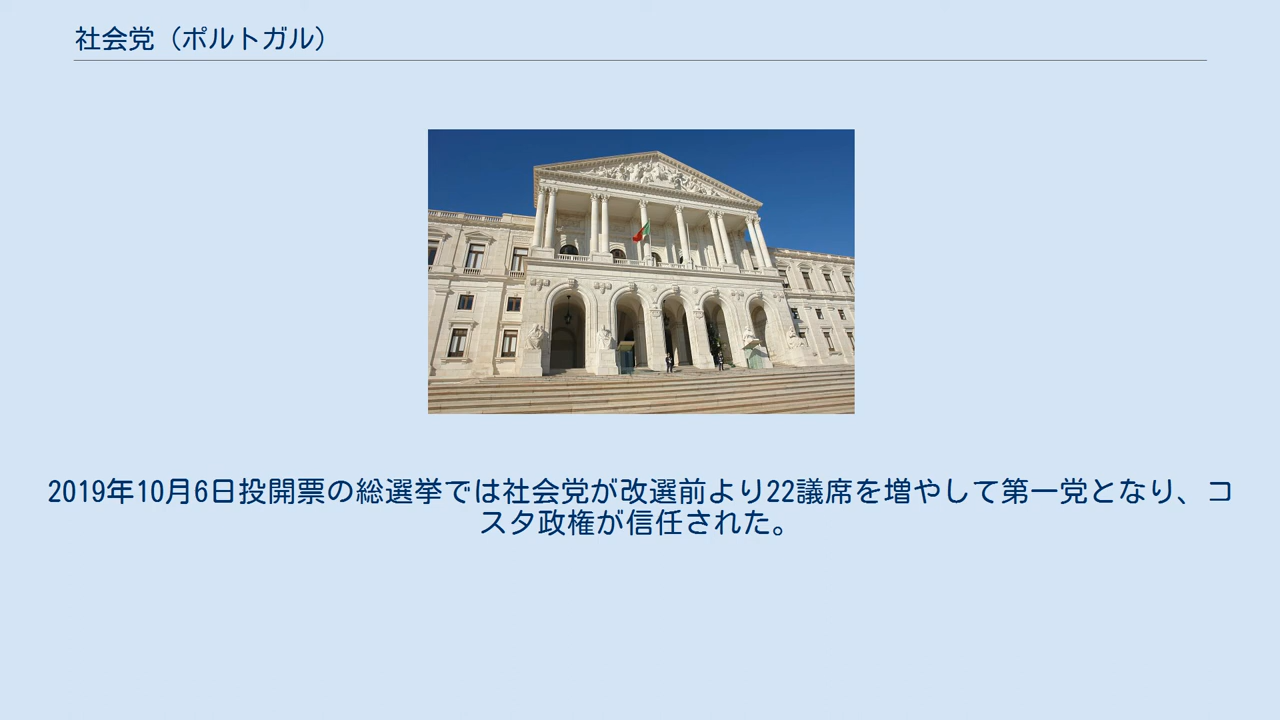 社会党（ポルトガル）
2019年10月6日投開票の総選挙では社会党が改選前より22議席を増やして第一党となり、コ
スタ政権が信任された。